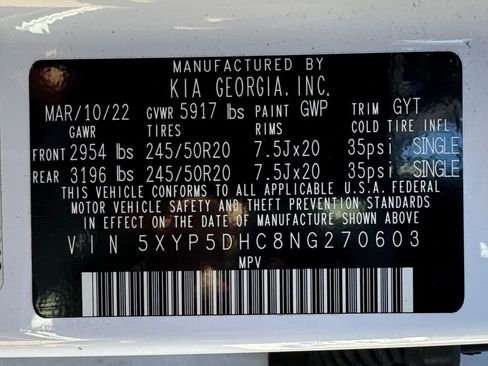 MANUFACTURED BY
KIA GEORGIA, INC,
MAR/10/22 GVWR 5917 lbs PAINT GWP TRIM GYT
GAWR TIRES RIMS COLD TIRE INFL
FRONT 2954 lbs 245/50R20 7.5Jx20 35psi SINGLE
REAR 3196 lbs 245/50R20 7.5Jx20 35psi SINGLE
THIS VEHICLE CONFORMS TO ALL APPLICABLE U.S.A. FEDERAL
MOTOR VEHICLE SAFETY AND THEFT PREVENTION STANDARDS
IN EFFECT ON THE DATE OF MANUFACTURE SHOWN ABOVE
VIN 5XYP5DHC8NG270603
MPV